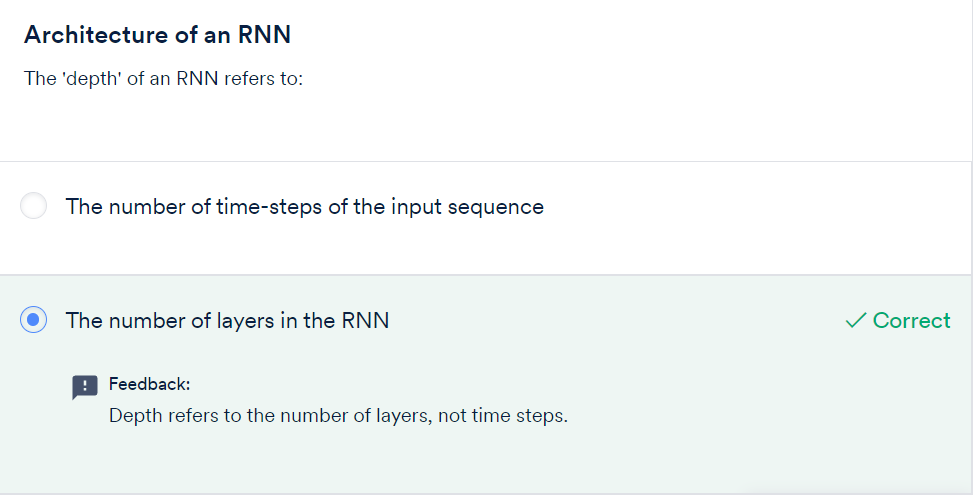 Architecture of an RNN
The 'depth' of an RNN refers to:
The number of time-steps of the input sequence
The number of layers in the RNN
Correct
Feedback:
Depth refers to the number of layers, not time steps.